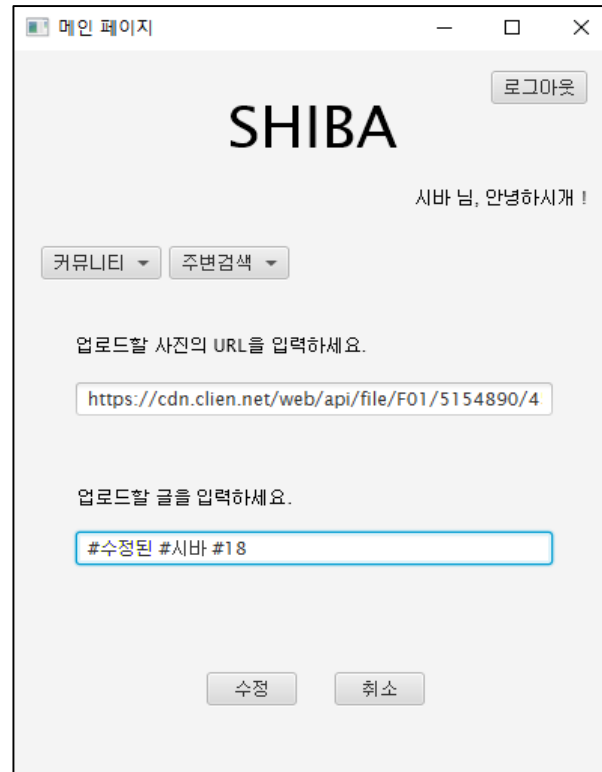 메인 페이지
로그아웃
SHIBA
시바 님, 안녕하시개 !
커뮤니티 주변검색
업로드할 사진의 URL을 입력하세요.
https://cdn.clien.net/web/api/file/F01/5154890/4
업로드할 글을 입력하세요.
#수정된 #시바 #18
수정 취소